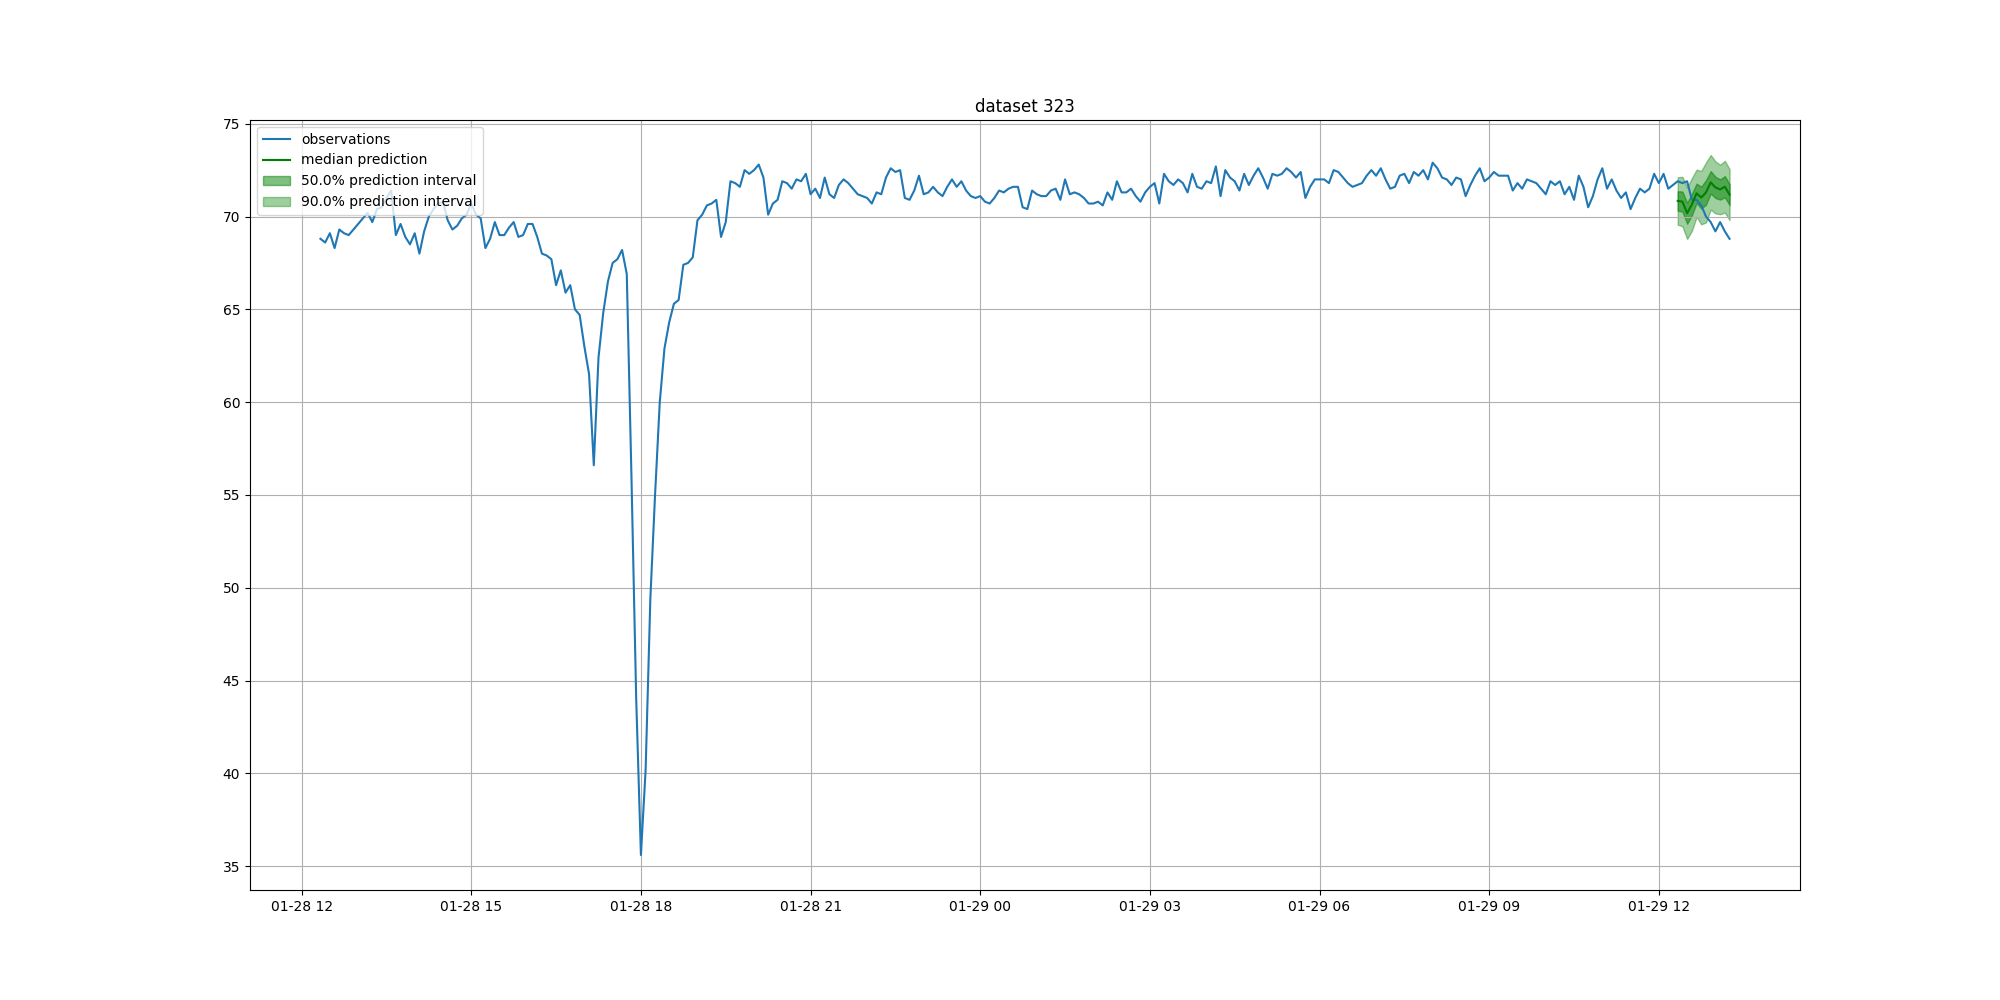 dataset 323
75
observations
median prediction
50.0% prediction interval
90.0% prediction interval
70
65
60
55
50
45
40
35
01-28 12 01-28 15 01-28 18 01-28 21 01-29 00 01-29 03 01-29 06 01-29 09 01-29 12